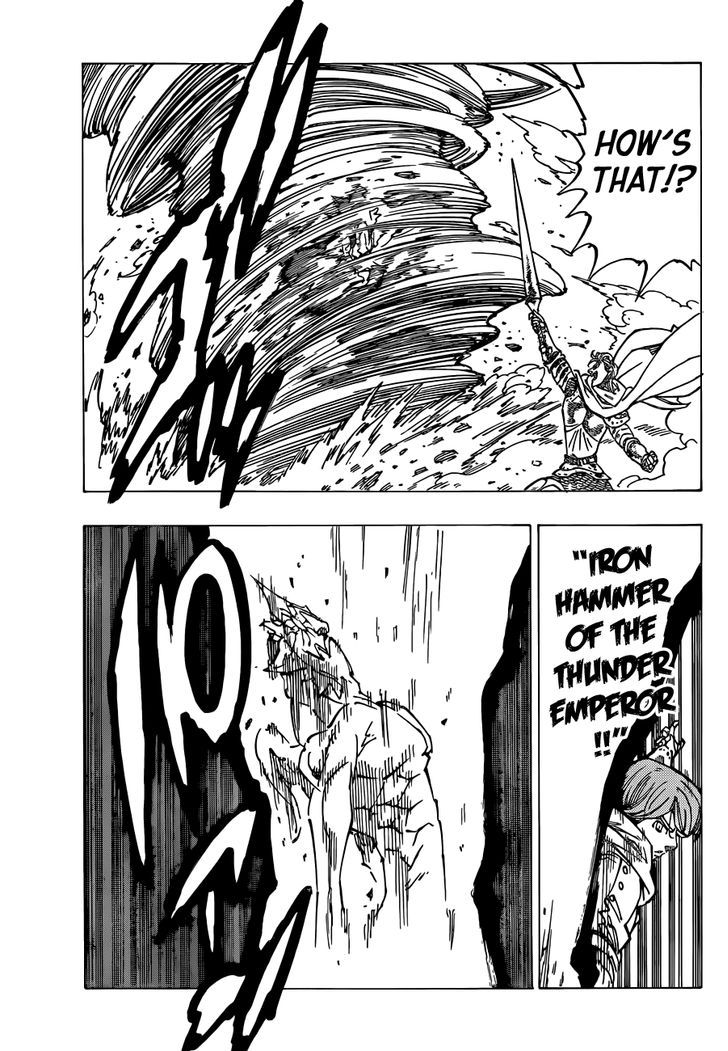 HOW'S
THAT!?
"IRON
HAMMER
OF THE
THUNDER
EMPEROR
!!"